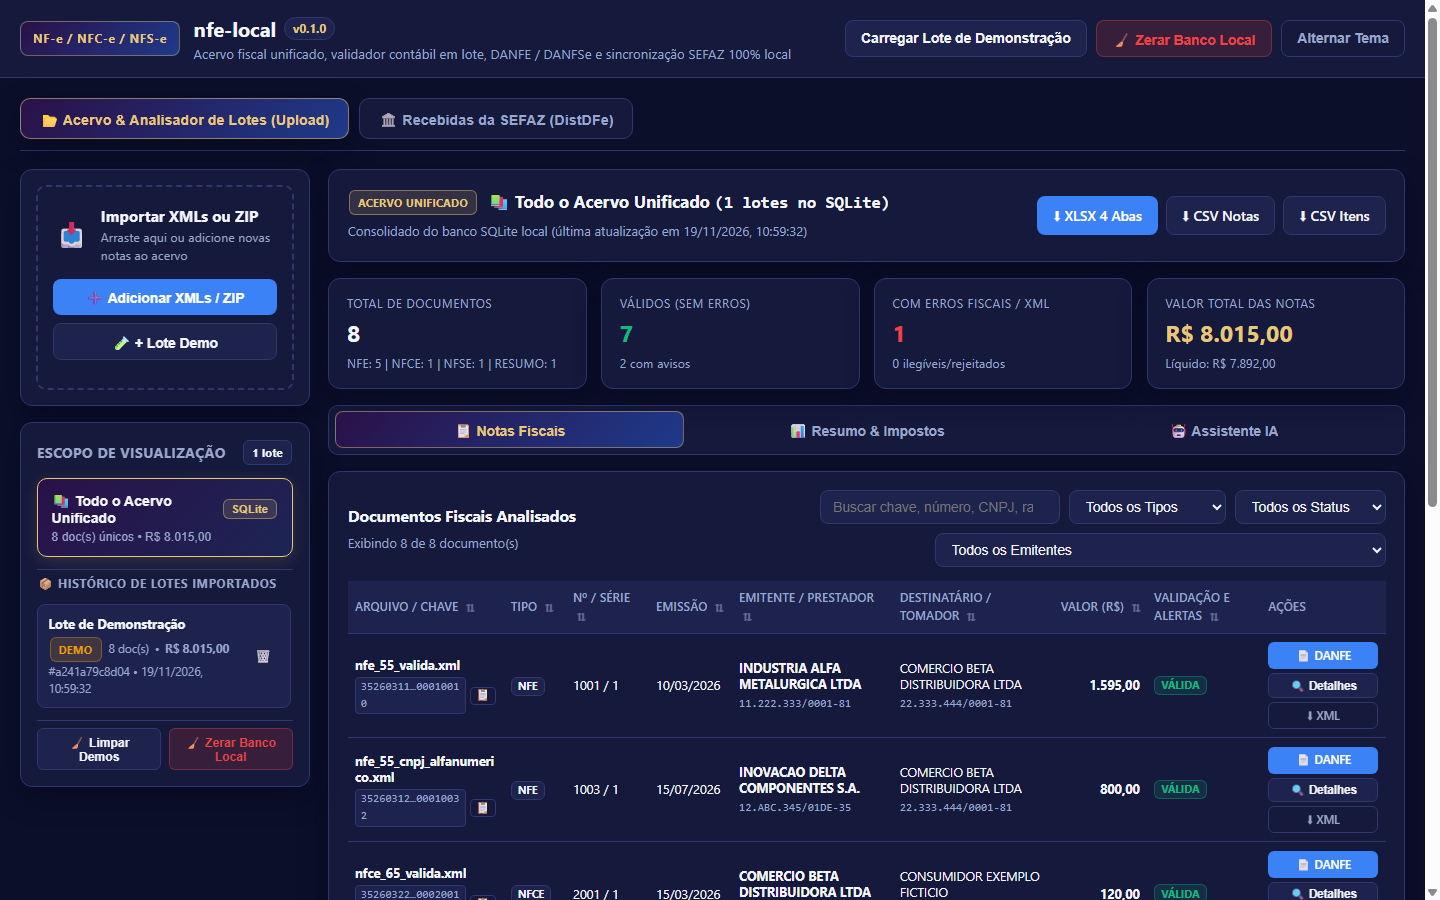 NF-e / NFC-e / NFS-e
nfe-local v0.1.0
Acervo fiscal unificado, validador contábil em lote, DANFE / DANFSe e sincronização SEFAZ 100% local
Carregar Lote de Demonstração
Zerar Banco Local
Alternar Tema
Acervo & Analisador de Lotes (Upload)
Recebidas da SEFAZ (DistDFe)
Importar XMLs ou ZIP
Arraste aqui ou adicione novas
notas ao acervo
Adicionar XMLs / ZIP
+ Lote Demo
ESCOPO DE VISUALIZAÇÃO 1 lote
Todo o Acervo
Unificado
SQLite
8 doc(s) únicos • R$ 8.015,00
HISTÓRICO DE LOTES IMPORTADOS
Lote de Demonstração
DEMO 8 doc(s) • R$ 8.015,00
#a241a79c8d04 • 19/11/2026,
10:59:32
Limpar
Demos
Zerar Banco
Local
ACERVO UNIFICADO Todo o Acervo Unificado (1 lotes no SQLite)
Consolidado do banco SQLite local (última atualização em 19/11/2026, 10:59:32)
⬇ XLSX 4 Abas
⬇ CSV Notas
⬇ CSV Itens
TOTAL DE DOCUMENTOS
8
NFE: 5 | NFCE: 1 | NFSE: 1 | RESUMO: 1
VÁLIDOS (SEM ERROS)
7
2 com avisos
COM ERROS FISCAIS / XML
1
0 ilegíveis/rejeitados
VALOR TOTAL DAS NOTAS
R$ 8.015,00
Líquido: R$ 7.892,00
Notas Fiscais
Resumo & Impostos
Assistente IA
Documentos Fiscais Analisados
Exibindo 8 de 8 documento(s)
Buscar chave, número, CNPJ, ra
Todos os Tipos
Todos os Status
Todos os Emitentes
ARQUIVO / CHAVE ⇅
TIPO ⇅
Nº / SÉRIE ⇅
EMISSÃO ⇅
EMITENTE / PRESTADOR ⇅
DESTINATÁRIO /
TOMADOR ⇅
VALOR (R$) ⇅
VALIDAÇÃO E
ALERTAS ⇅
AÇÕES
nfe_55_valida.xml
35260311…0001001
0
NFE
1001 / 1
10/03/2026
INDUSTRIA ALFA
METALURGICA LTDA
11.222.333/0001-81
COMERCIO BETA
DISTRIBUIDORA LTDA
22.333.444/0001-81
1.595,00
VÁLIDA
DANFE
Detalhes
⬇ XML
nfe_55_cnpj_alfanumeri
co.xml
35260312…0001003
2
NFE
1003 / 1
15/07/2026
INOVACAO DELTA
COMPONENTES S.A.
12.ABC.345/01DE-35
COMERCIO BETA
DISTRIBUIDORA LTDA
22.333.444/0001-81
800,00
VÁLIDA
DANFE
Detalhes
⬇ XML
nfce_65_valida.xml
35260322…0002001
NFCE
2001 / 1
15/03/2026
COMERCIO BETA
DISTRIBUIDORA LTDA
CONSUMIDOR EXEMPLO
FICTICIO
120,00
VÁLIDA
DANFE
Detalhes